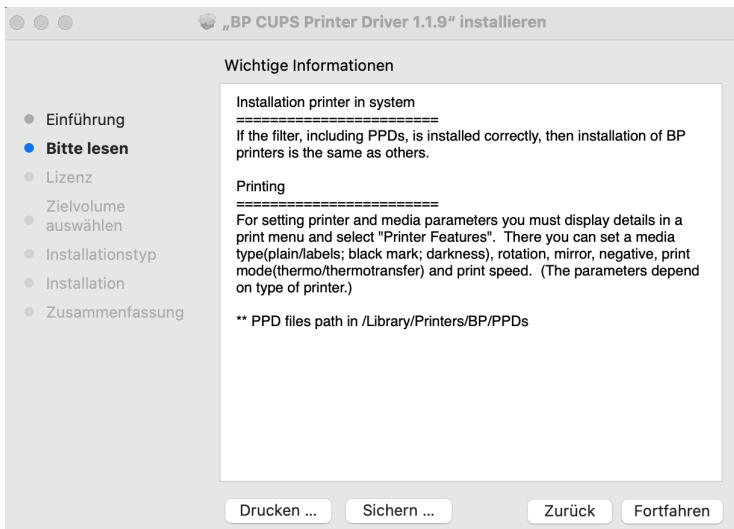 „BP CUPS Printer Driver 1.1.9“ installieren
Wichtige Informationen
Einführung
Bitte lesen
Lizenz
Zielvolume
auswählen
Installationstyp
Installation
Zusammenfassung
Installation printer in system
========================
If the filter, including PPDs, is installed correctly, then installation of BP
printers is the same as others.
Printing
========================
For setting printer and media parameters you must display details in a
print menu and select "Printer Features".  There you can set a media
type(plain/labels; black mark; darkness), rotation, mirror, negative, print
mode(thermo/thermotransfer) and print speed.  (The parameters depend
on type of printer.)
** PPD files path in /Library/Printers/BP/PPDs
Drucken ...
Sichern ...
Zurück
Fortfahren